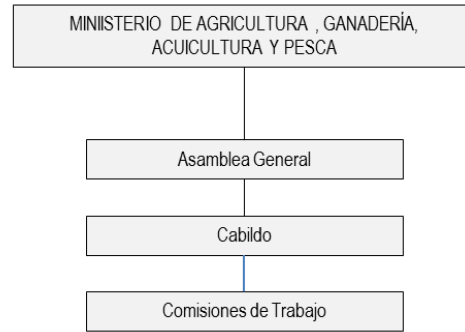 MINIISTERIO DE AGRICULTURA , GANADERÍA,
ACUICULTURA Y PESCA
Asamblea General
Cabildo
Comisiones de Trabajo